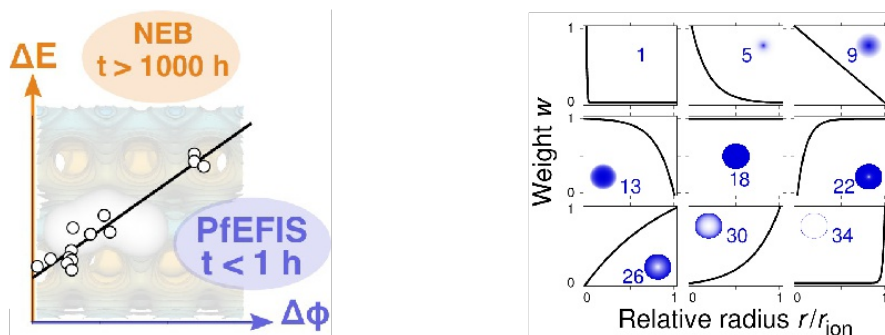 NEB
t > 1000 h
ΔE
PfEFIS
t < 1 h
Δϕ
Weight w
1
0
1
5
9
1
0
13
18
22
1
0
26
30
34
0 1 0 1 0 1
Relative radius r/rion